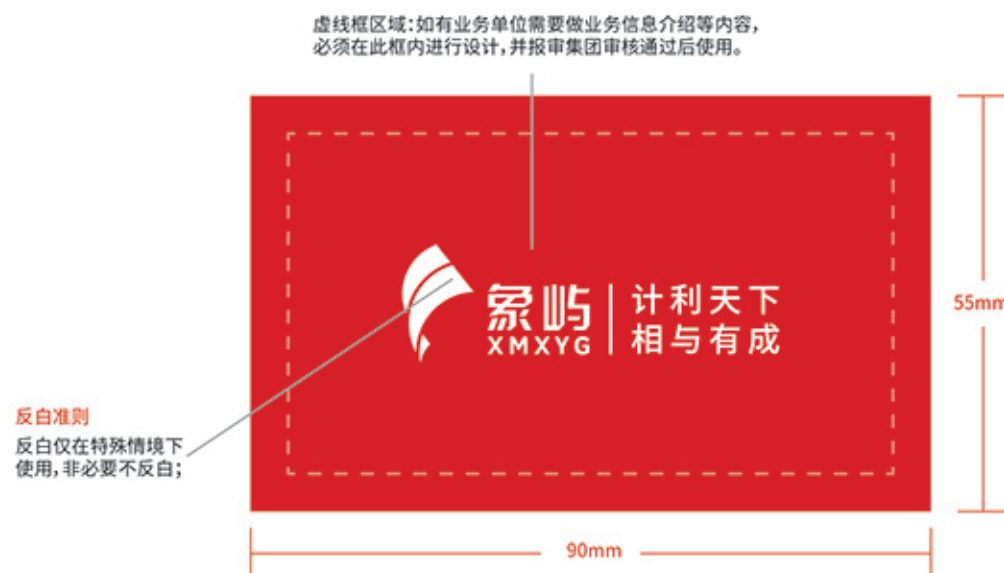 虚线框区域:如有业务单位需要做业务信息介绍等内容,
必须在此框内进行设计,并报审集团审核通过后使用。
象屿
XMXYG
计利天下
相与有成
55mm
反白准则
反白仅在特殊情境下
使用,非必要不反白;
90mm